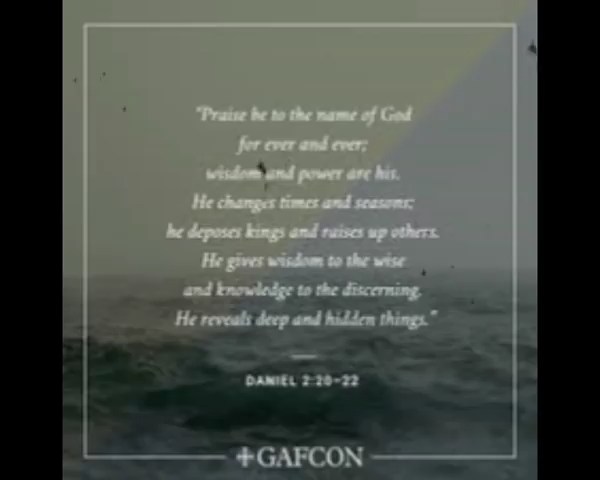 "Praise be to the name of God
for ever and ever;
wisdom and power are his.
He changes times and seasons;
he deposes kings and raises up others.
He gives wisdom to the wise
and knowledge to the discerning.
He reveals deep and hidden things."
DANIEL 2:20-22
GAFCON